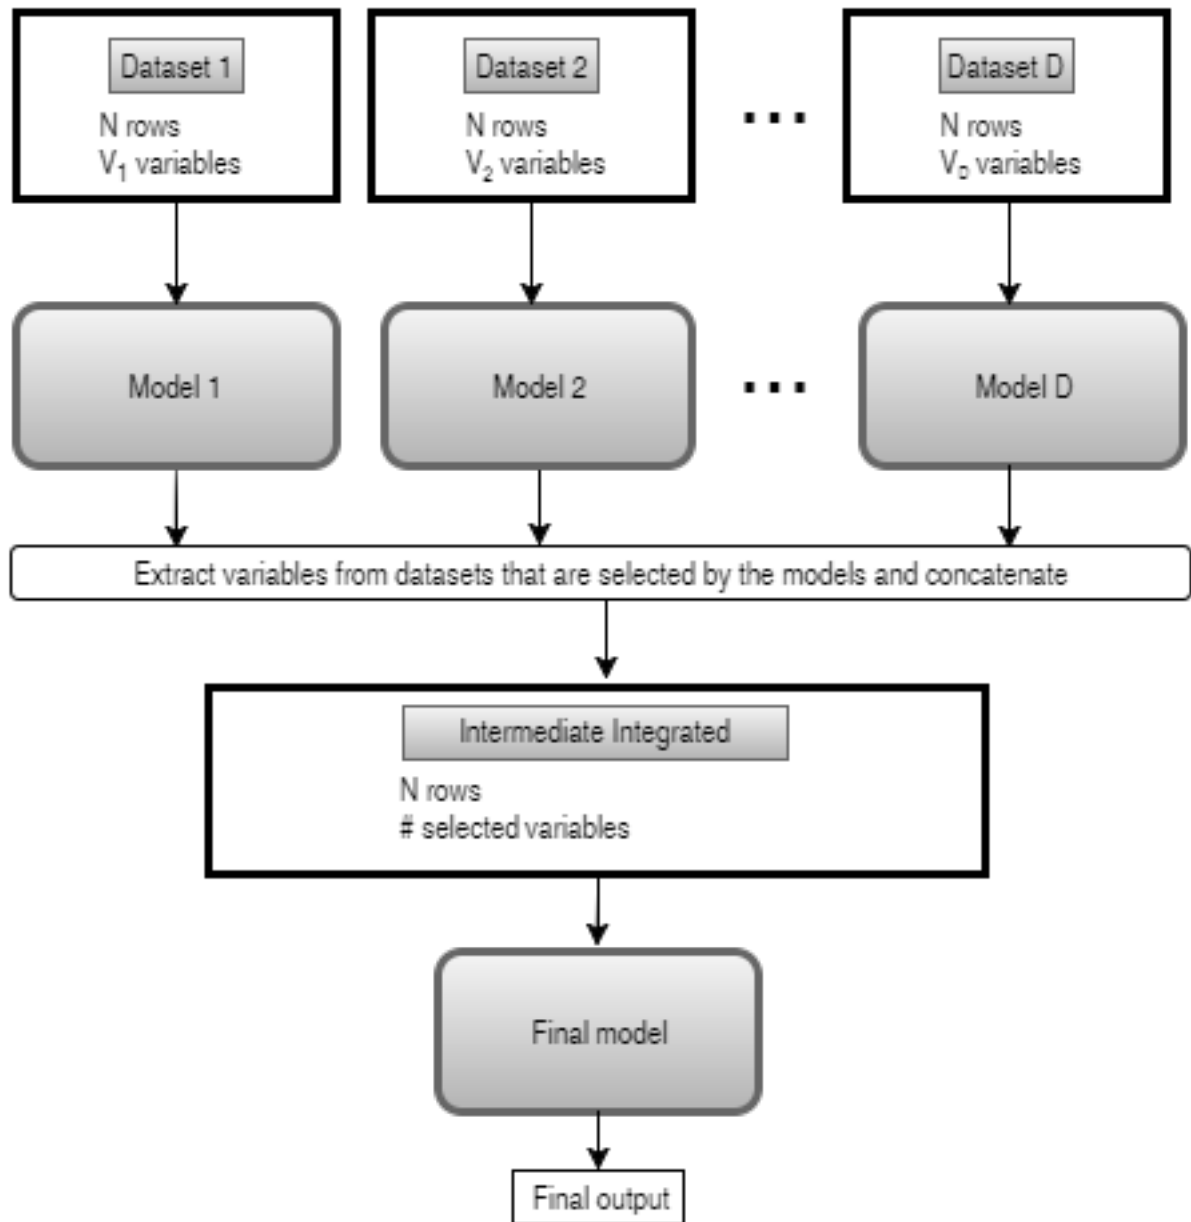 Dataset 1
N rows
V₁ variables
Dataset 2
N rows
V₂ variables
...
Dataset D
N rows
V_D variables
Model 1
Model 2
...
Model D
Extract variables from datasets that are selected by the models and concatenate
Intermediate Integrated
N rows
# selected variables
Final model
Final output